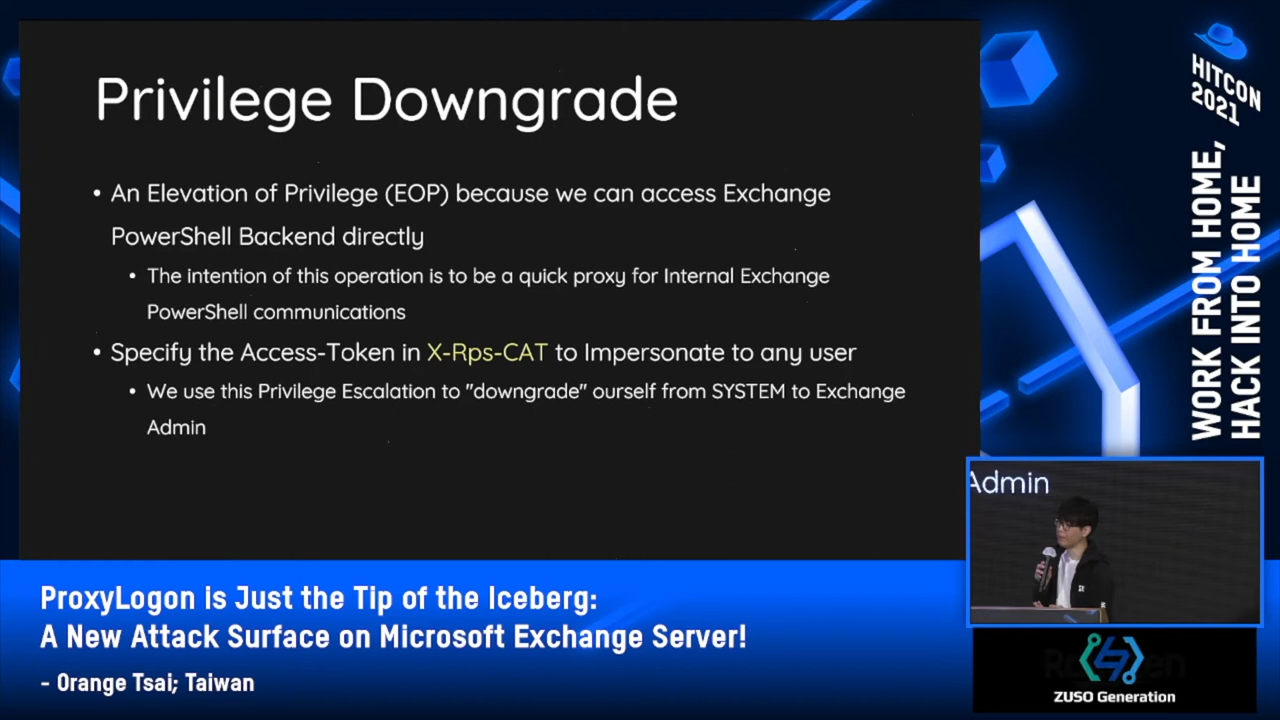 Privilege Downgrade
• An Elevation of Privilege (EOP) because we can access Exchange
PowerShell Backend directly
• The intention of this operation is to be a quick proxy for Internal Exchange
PowerShell communications
• Specify the Access-Token in X-Rps-CAT to Impersonate to any user
• We use this Privilege Escalation to "downgrade" ourself from SYSTEM to Exchange
Admin
HITCON
2021
WORK FROM HOME,
HACK INTO HOME
Admin
ProxyLogon is Just the Tip of the Iceberg:
A New Attack Surface on Microsoft Exchange Server!
- Orange Tsai; Taiwan
ZUSO Generation